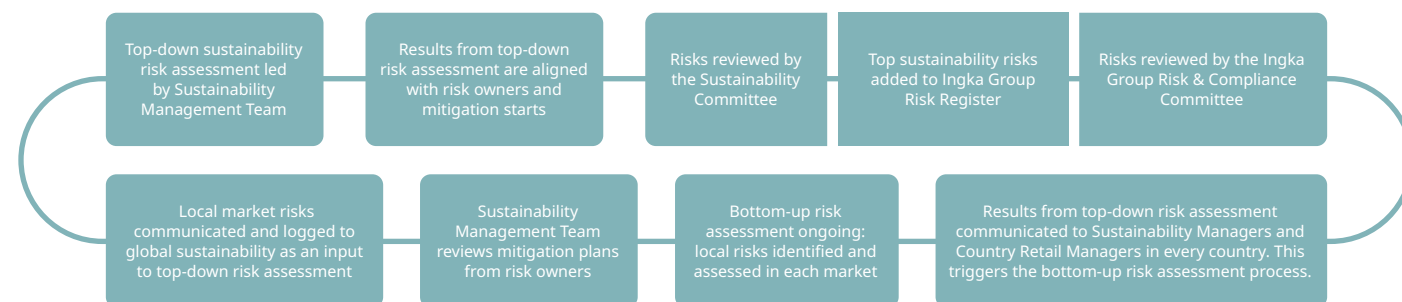 Top-down sustainability
risk assessment led
by Sustainability
Management Team
Results from top-down
risk assessment are aligned
with risk owners and
mitigation starts
Risks reviewed by
the Sustainability
Committee
Top sustainability risks
added to Ingka Group
Risk Register
Risks reviewed by the Ingka
Group Risk & Compliance
Committee
Local market risks
communicated and logged to
global sustainability as an input
to top-down risk assessment
Sustainability
Management Team
reviews mitigation plans
from risk owners
Bottom-up risk
assessment ongoing:
local risks identified and
assessed in each market
Results from top-down risk assessment
communicated to Sustainability Managers and
Country Retail Managers in every country. This
triggers the bottom-up risk assessment process.